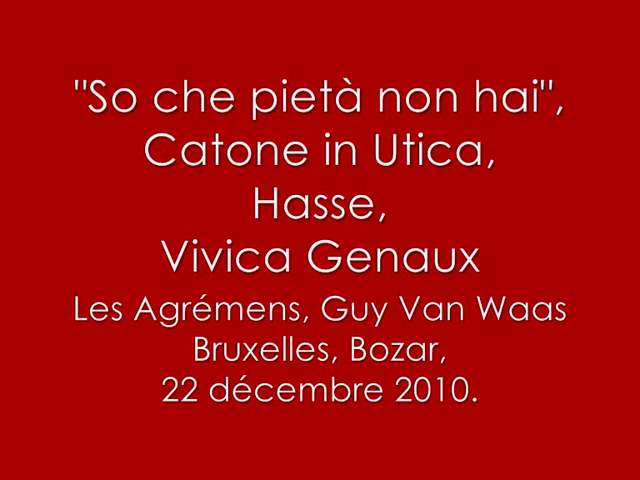 "So che pietà non hai",
Catone in Utica,
Hasse,
Vivica Genaux
Les Agrémens, Guy Van Waas
Bruxelles, Bozar,
22 décembre 2010.